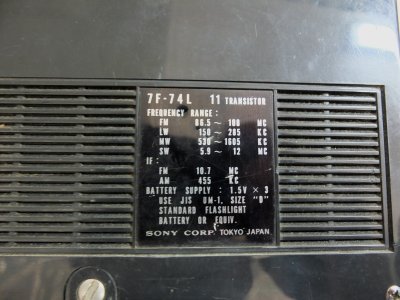 7F-74L 11 TRANSISTOR
FREQUENCY RANGE:
FM 86.5 ~ 108 MC
LW 150 ~ 285 KC
MW 530 ~ 1605 KC
SW 5.9 ~ 12 MC
IF:
FM 10.7 MC
AM 455 KC
BATTERY SUPPLY : 1.5V × 3
USE JIS UM-1, SIZE "D"
STANDARD FLASHLIGHT
BATTERY OR EQUIV.
SONY CORP. TOKYO JAPAN